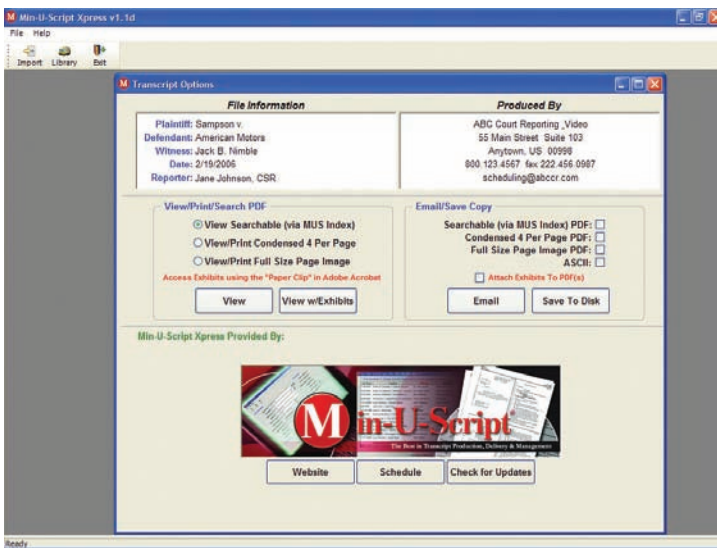 Min-U-Script Xpress v1.1d
File Help
Import Library Exit
Transcript Options
File Information
Plaintiff: Sampson v.
Defendant: American Motors
Witness: Jack B. Nimble
Date: 2/19/2006
Reporter: Jane Johnson, CSR
Produced By
ABC Court Reporting _Video
55 Main Street Suite 103
Anytown, US 00998
800.123.4567 fax 222.456.0987
scheduling@abccr.com
View/Print/Search PDF
View Searchable (via MUS Index)
View/Print Condensed 4 Per Page
View/Print Full Size Page Image
Access Exhibits using the "Paper Clip" in Adobe Acrobat
View View w/Exhibits
Email/Save Copy
Searchable (via MUS Index) PDF:
Condensed 4 Per Page PDF:
Full Size Page Image PDF:
ASCII:
Attach Exhibits To PDF(s)
Email Save To Disk
Min-U-Script Xpress Provided By:
Min-U-Script
The Best in Transcript Production, Delivery & Management
Website Schedule Check for Updates
Ready